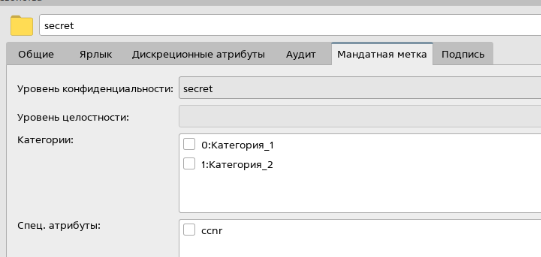 secret
Общие Ярлык Дискреционные атрибуты Аудит Мандатная метка Подпись
Уровень конфиденциальности: secret
Уровень целостности:
Категории:
0:Категория_1
1:Категория_2
Спец. атрибуты:
ccnr